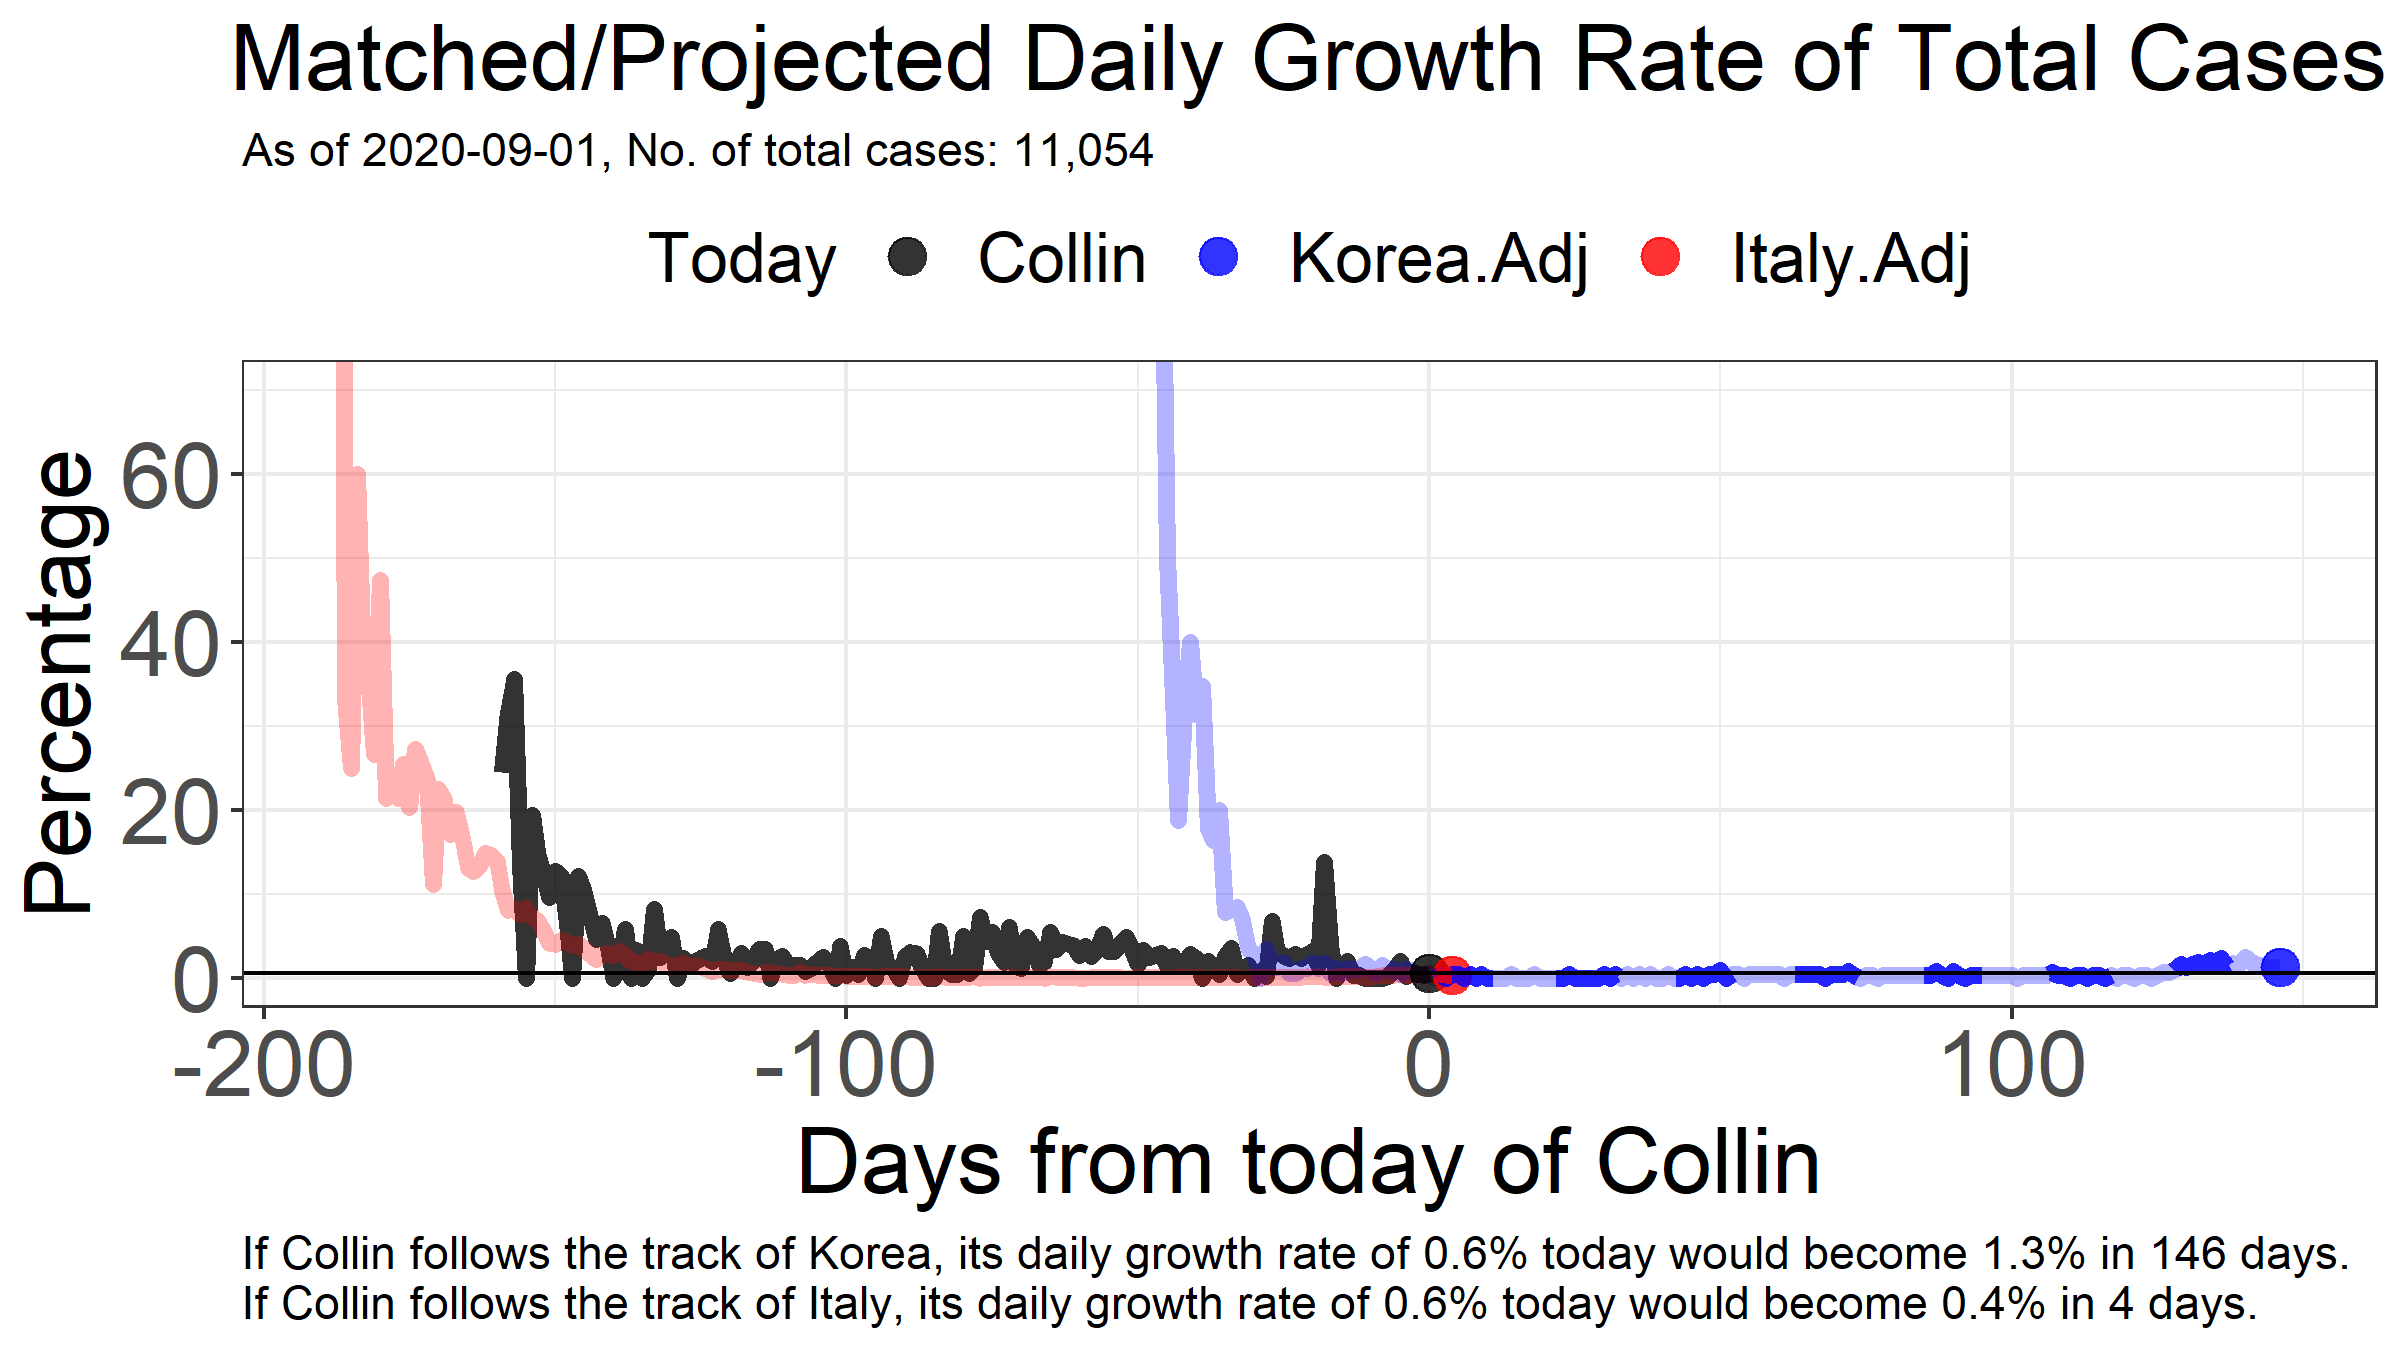 Matched/Projected Daily Growth Rate of Total Cases
As of 2020-09-01, No. of total cases: 11,054
Today Collin Korea.Adj Italy.Adj
Percentage
60
40
20
0
-200 -100 0 100
Days from today of Collin
If Collin follows the track of Korea, its daily growth rate of 0.6% today would become 1.3% in 146 days.
If Collin follows the track of Italy, its daily growth rate of 0.6% today would become 0.4% in 4 days.